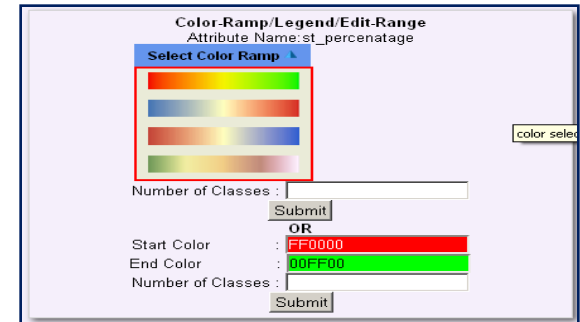 Color-Ramp/Legend/Edit-Range
Attribute Name:st_percenatage
Select Color Ramp
Number of Classes :
Submit
OR
Start Color : FF0000
End Color : 00FF00
Number of Classes :
Submit
color selec